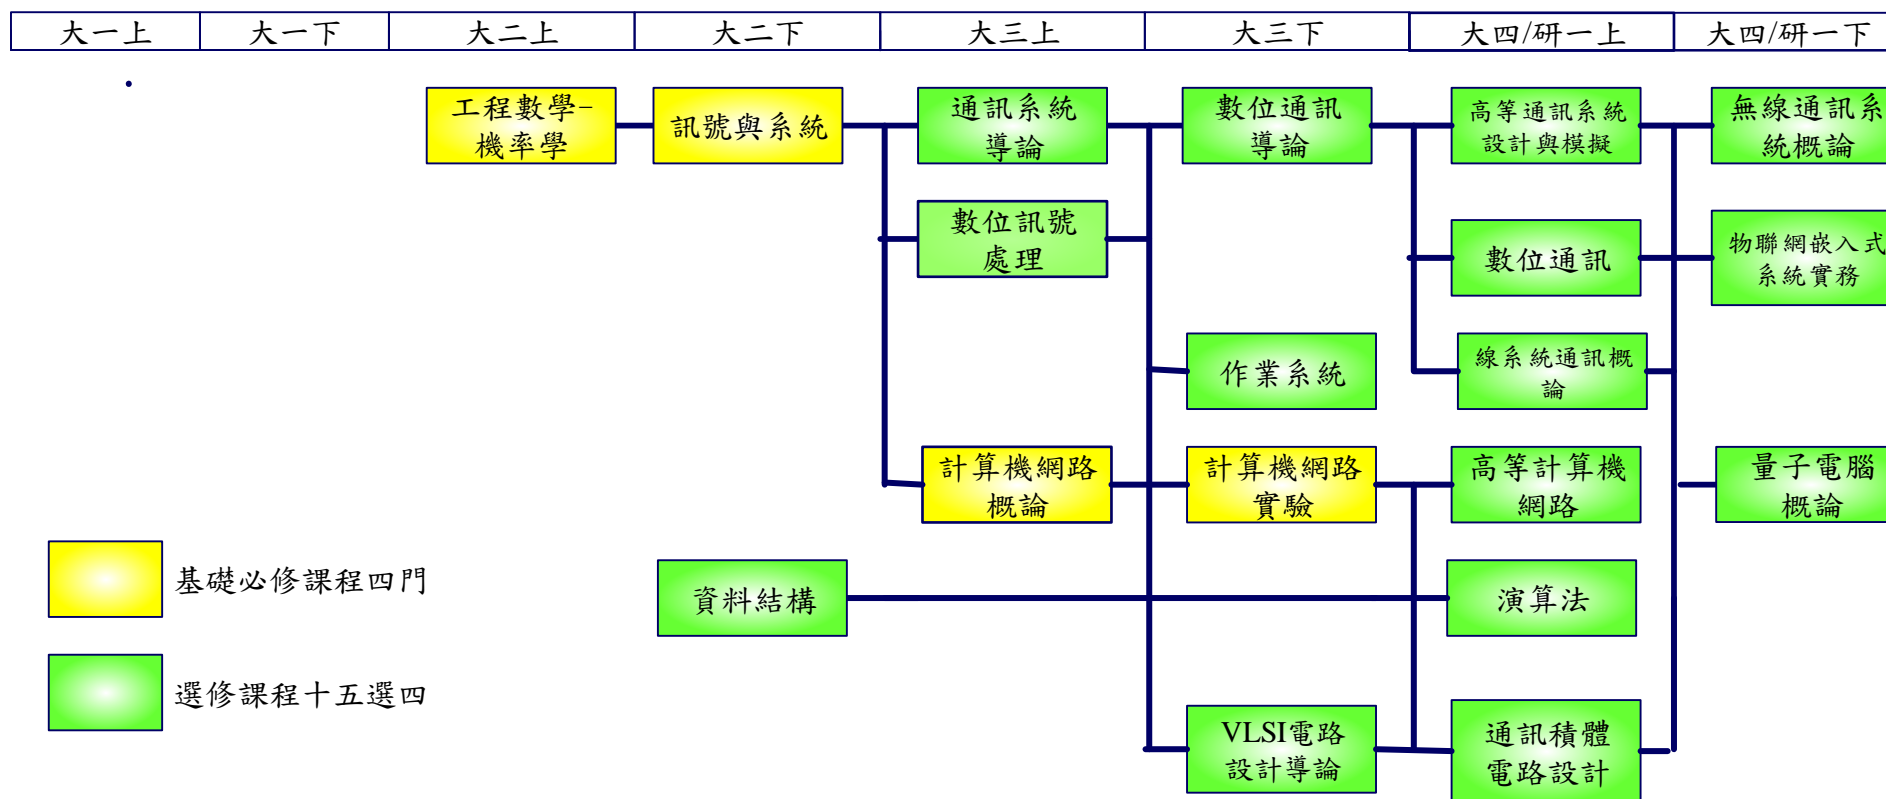 大一上
大一下
大二上
大二下
大三上
大三下
大四/研一上
大四/研一下
工程數學–
機率學
訊號與系統
通訊系統
導論
數位通訊
導論
高等通訊系統
設計與模擬
無線通訊系
統概論
數位訊號
處理
數位通訊
物聯網嵌入式
系統實務
作業系統
線系統通訊概
論
計算機網路
概論
計算機網路
實驗
高等計算機
網路
量子電腦
概論
基礎必修課程四門
資料結構
演算法
選修課程十五選四
VLSI電路
設計導論
通訊積體
電路設計